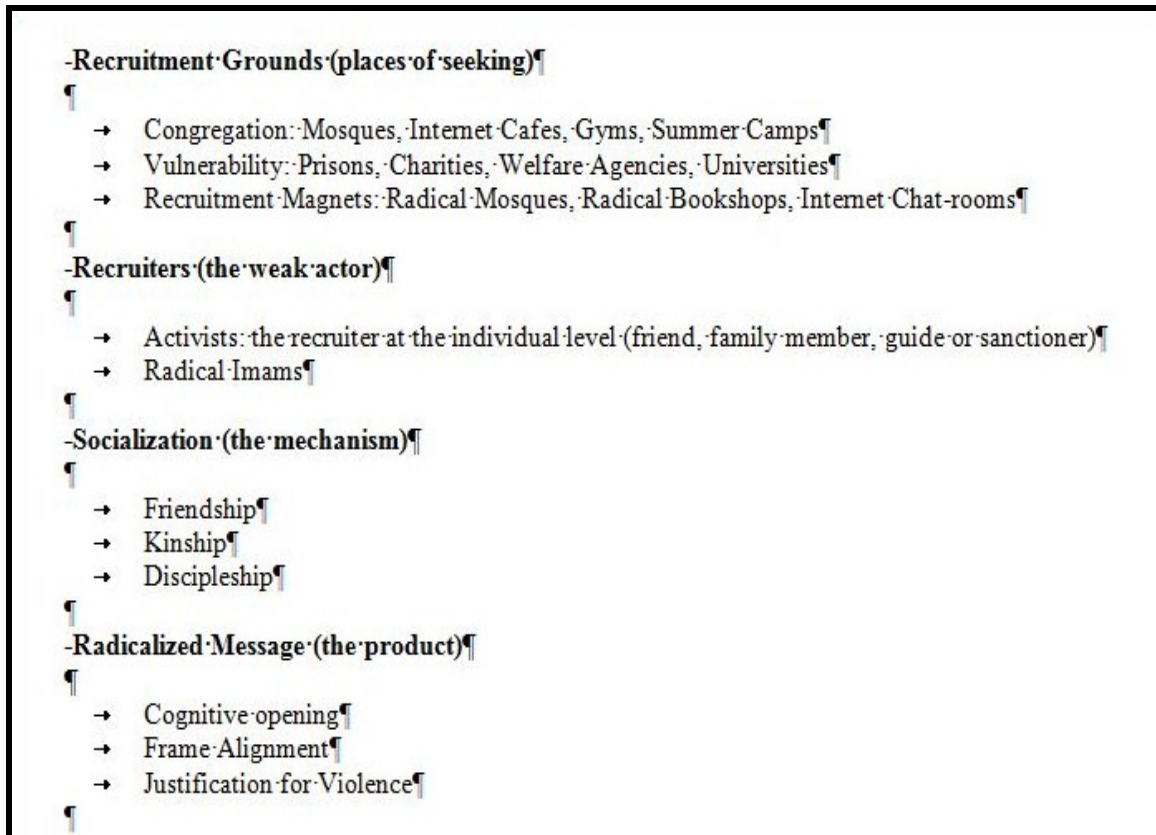 -Recruitment·Grounds·(places·of·seeking)¶
¶
→ Congregation:·Mosques,·Internet·Cafes,·Gyms,·Summer·Camps¶
→ Vulnerability:·Prisons,·Charities,·Welfare·Agencies,·Universities¶
→ Recruitment·Magnets:·Radical·Mosques,·Radical·Bookshops,·Internet·Chat-rooms¶
¶
-Recruiters·(the·weak·actor)¶
¶
→ Activists:·the·recruiter·at·the·individual·level·(friend,·family·member,·guide·or·sanctioner)¶
→ Radical·Imams¶
¶
-Socialization·(the·mechanism)¶
¶
→ Friendship¶
→ Kinship¶
→ Discipleship¶
¶
-Radicalized·Message·(the·product)¶
¶
→ Cognitive·opening¶
→ Frame·Alignment¶
→ Justification·for·Violence¶
¶